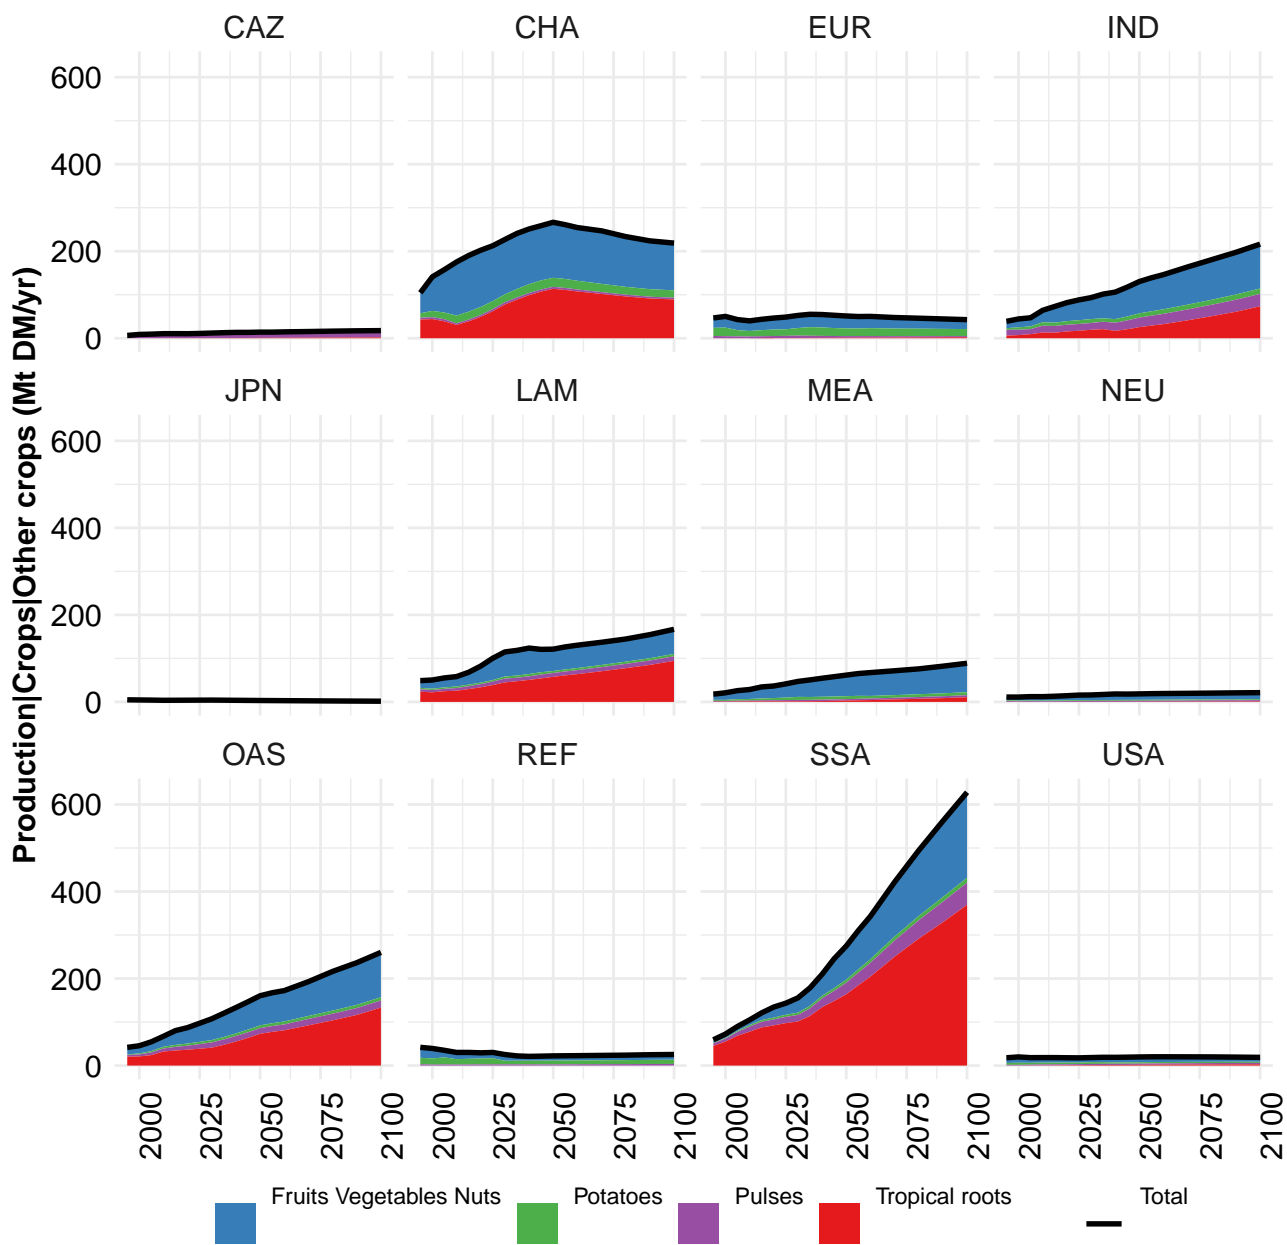 CAZ CHA EUR IND
600
400
200
0
JPN LAM MEA NEU
600
400
200
0
OAS REF SSA USA
600
400
200
0
Production|Crops|Other crops (Mt DM/yr)
2000 2025 2050 2075 2100 2000 2025 2050 2075 2100 2000 2025 2050 2075 2100 2000 2025 2050 2075 2100
Fruits Vegetables Nuts Potatoes Pulses Tropical roots Total